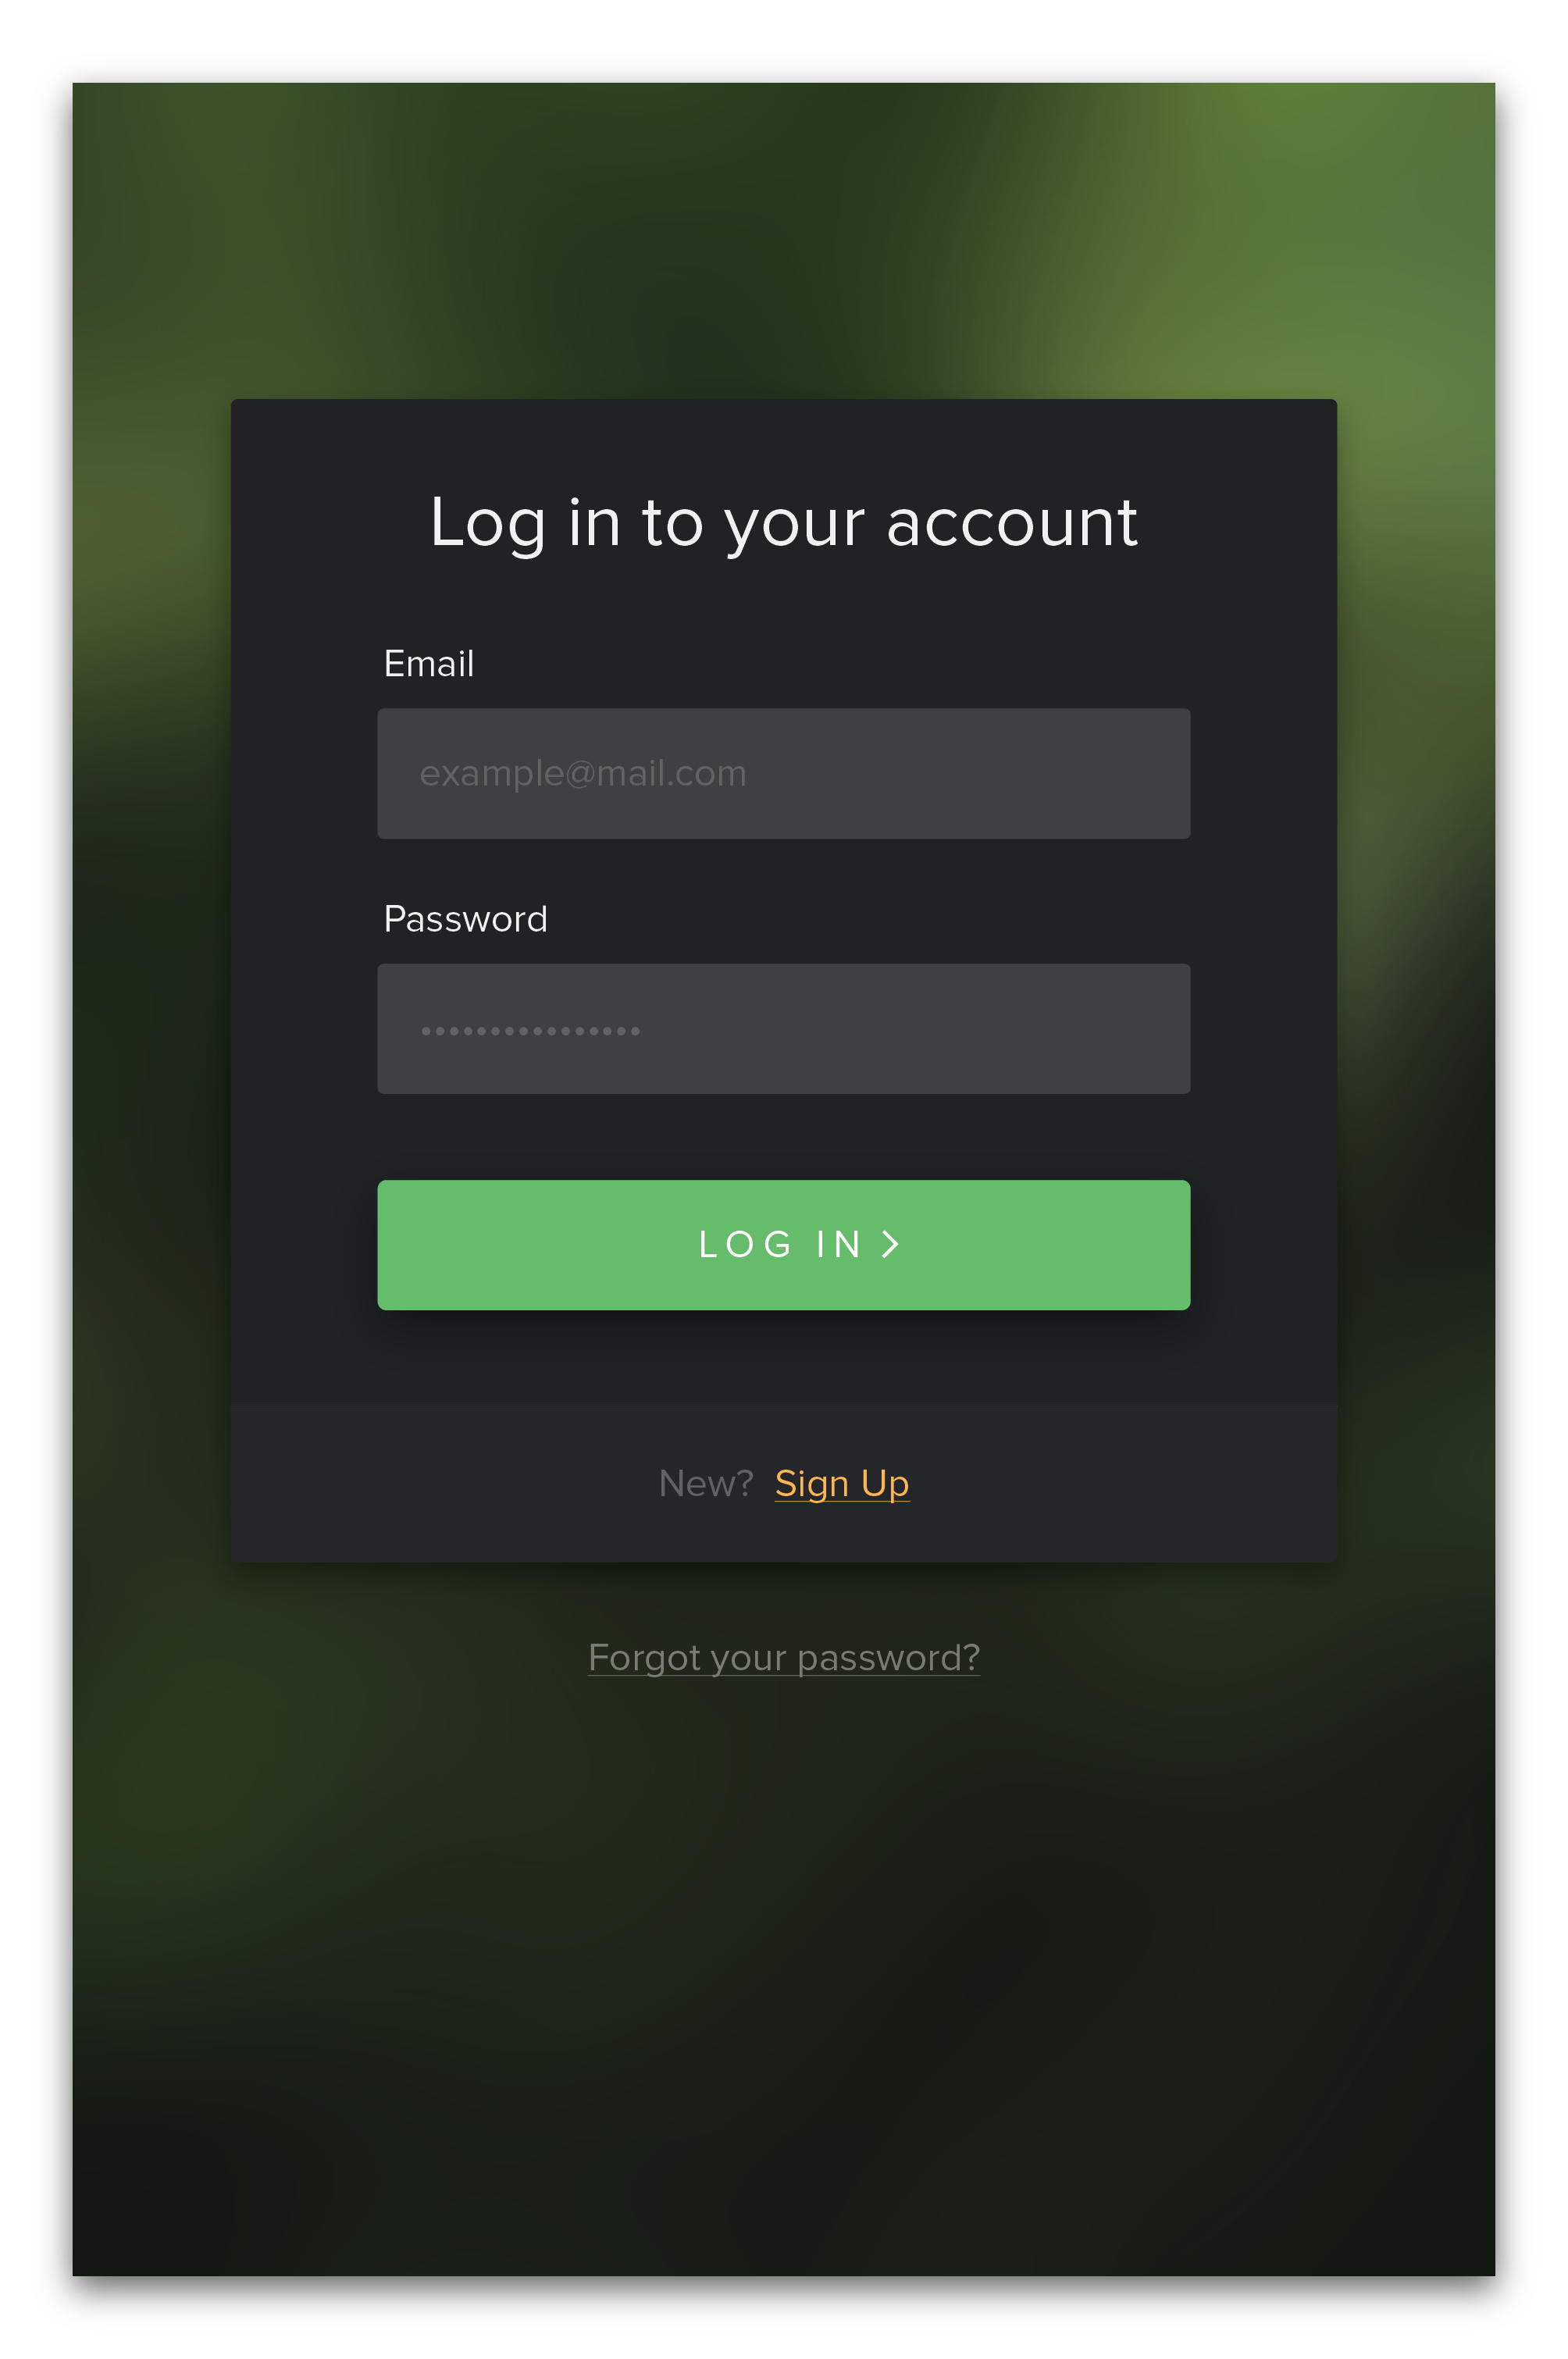 Log in to your account
Email
example@mail.com
Password
••••••••••••••••
LOG IN >
New? Sign Up
Forgot your password?